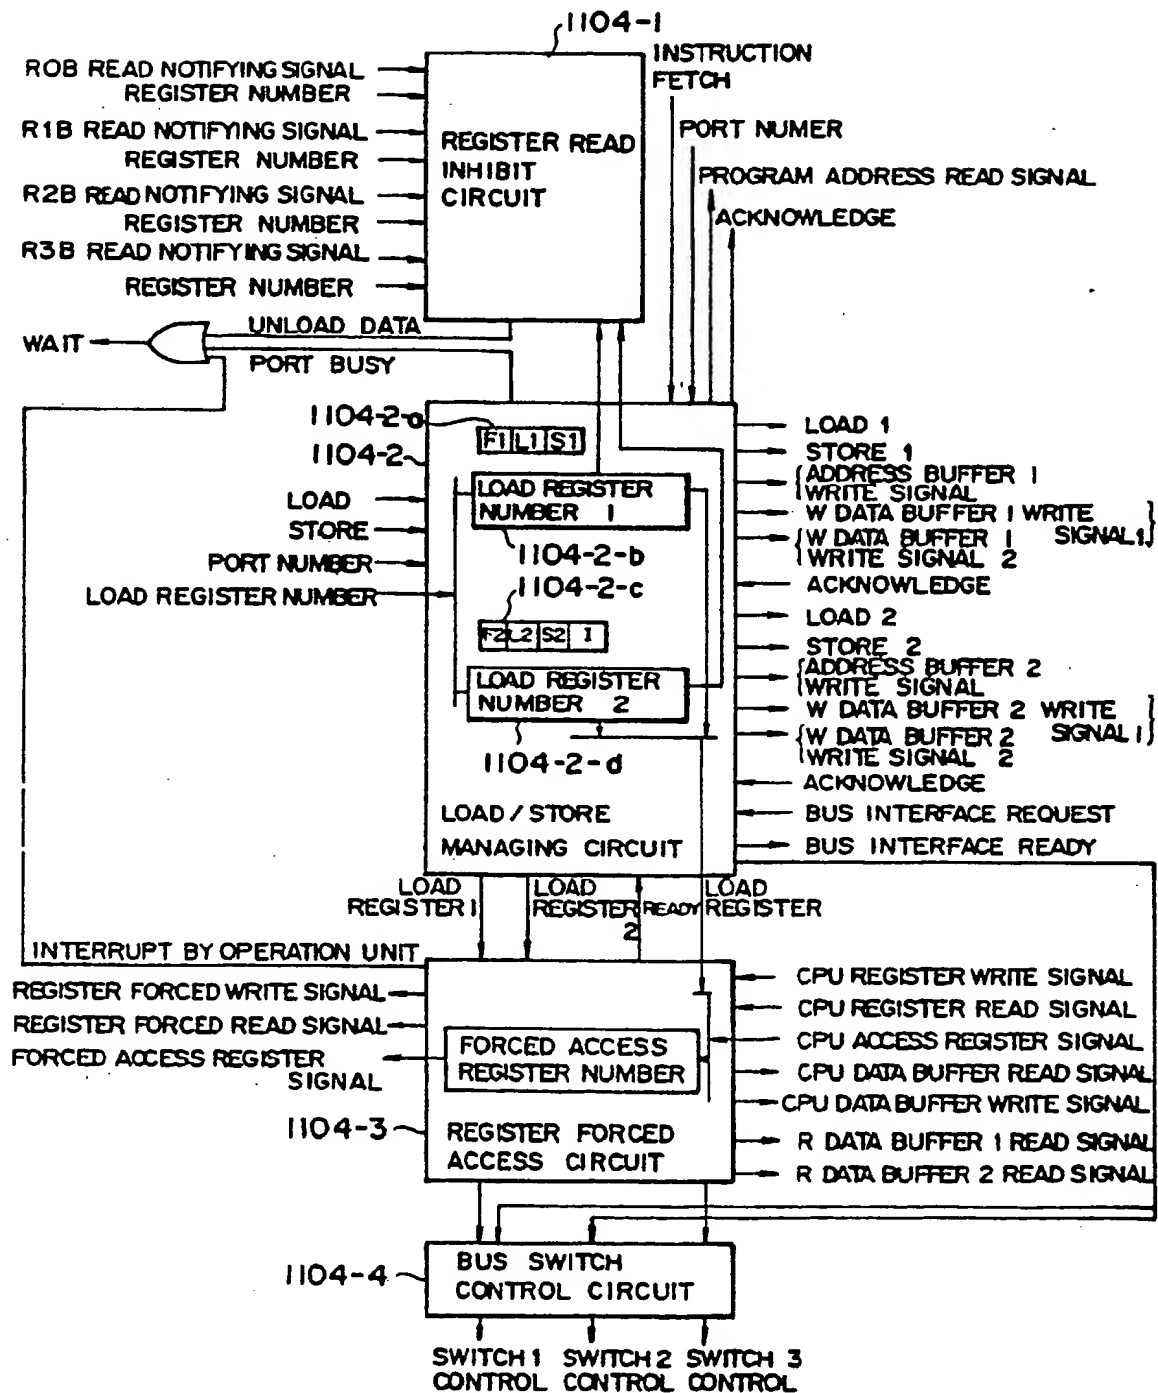 1104-1
INSTRUCTION
FETCH
ROB READ NOTIFYING SIGNAL
REGISTER NUMBER
R1B READ NOTIFYING SIGNAL
REGISTER NUMBER
R2B READ NOTIFYING SIGNAL
REGISTER NUMBER
R3B READ NOTIFYING SIGNAL
REGISTER NUMBER
REGISTER READ
INHIBIT
CIRCUIT
PORT NUMER
PROGRAM ADDRESS READ SIGNAL
ACKNOWLEDGE
UNLOAD DATA
WAIT
PORT BUSY
1104-2-a
F1 L1 S1
1104-2
LOAD
STORE
PORT NUMBER
LOAD REGISTER NUMBER
LOAD REGISTER
NUMBER 1
1104-2-b
1104-2-c
F2 L2 S2 I
LOAD REGISTER
NUMBER 2
1104-2-d
LOAD / STORE
MANAGING CIRCUIT
LOAD 1
STORE 1
ADDRESS BUFFER 1
WRITE SIGNAL
W DATA BUFFER 1 WRITE
SIGNAL 1
W DATA BUFFER 1
WRITE SIGNAL 2
ACKNOWLEDGE
LOAD 2
STORE 2
ADDRESS BUFFER 2
WRITE SIGNAL
W DATA BUFFER 2 WRITE
SIGNAL 1
W DATA BUFFER 2
WRITE SIGNAL 2
ACKNOWLEDGE
BUS INTERFACE REQUEST
BUS INTERFACE READY
LOAD
REGISTER 1
LOAD
REGISTER
2
READY
LOAD
REGISTER
INTERRUPT BY OPERATION UNIT
REGISTER FORCED WRITE SIGNAL
REGISTER FORCED READ SIGNAL
FORCED ACCESS REGISTER
SIGNAL
1104-3
FORCED ACCESS
REGISTER NUMBER
REGISTER FORCED
ACCESS CIRCUIT
CPU REGISTER WRITE SIGNAL
CPU REGISTER READ SIGNAL
CPU ACCESS REGISTER SIGNAL
CPU DATA BUFFER READ SIGNAL
CPU DATA BUFFER WRITE SIGNAL
R DATA BUFFER 1 READ SIGNAL
R DATA BUFFER 2 READ SIGNAL
1104-4
BUS SWITCH
CONTROL CIRCUIT
SWITCH 1
CONTROL
SWITCH 2
CONTROL
SWITCH 3
CONTROL